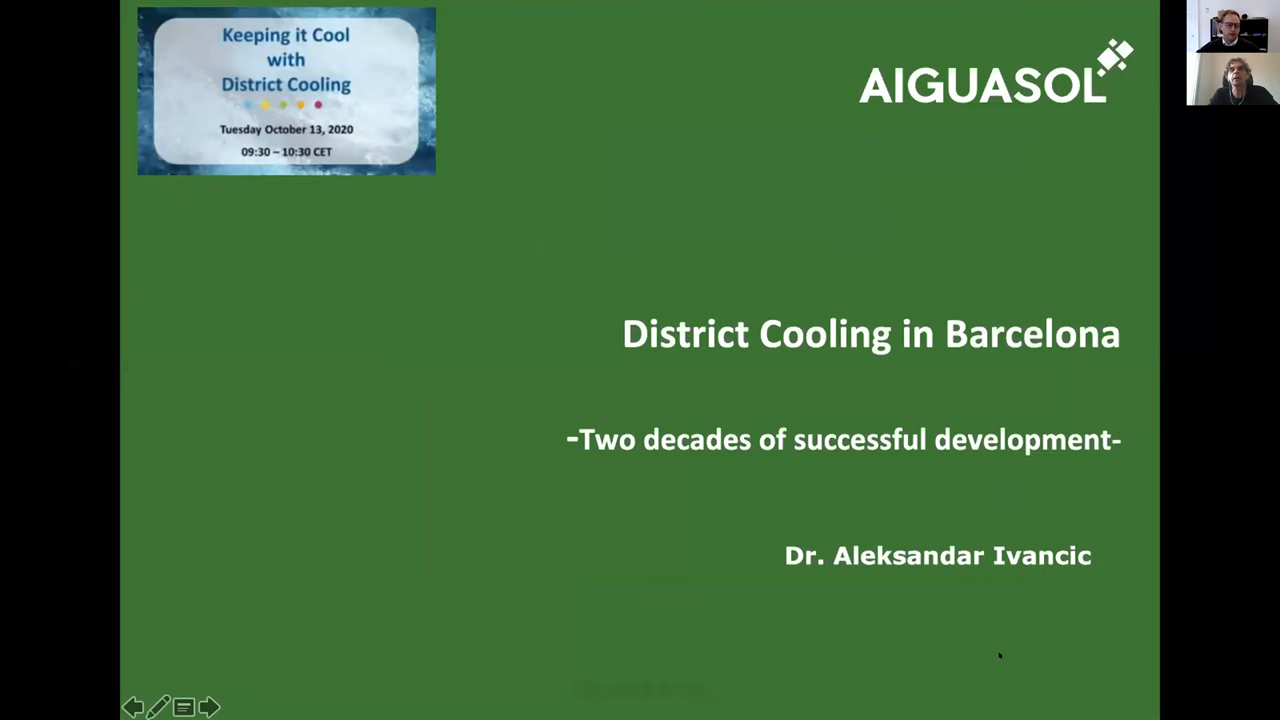 Keeping it Cool
with
District Cooling
Tuesday October 13, 2020
09:30 – 10:30 CET
AIGUASOL
District Cooling in Barcelona
-Two decades of successful development-
Dr. Aleksandar Ivancic